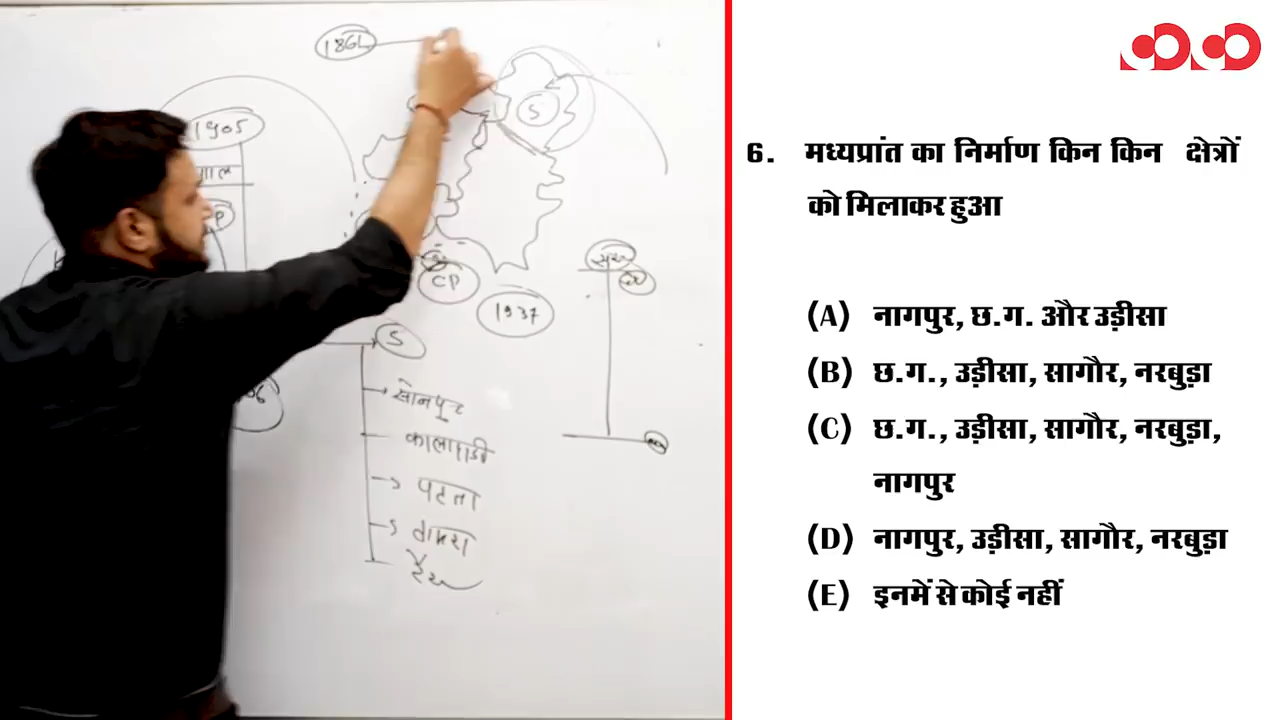 1861
1905
S
CP
1937
S
सोनपुर
कालाहांडी
पटना
6. मध्यप्रांत का निर्माण किन किन क्षेत्रों
को मिलाकर हुआ
(A) नागपुर, छ.ग. और उड़ीसा
(B) छ.ग., उड़ीसा, सागौर, नरबुड़ा
(C) छ.ग., उड़ीसा, सागौर, नरबुड़ा,
नागपुर
(D) नागपुर, उड़ीसा, सागौर, नरबुड़ा
(E) इनमें से कोई नहीं